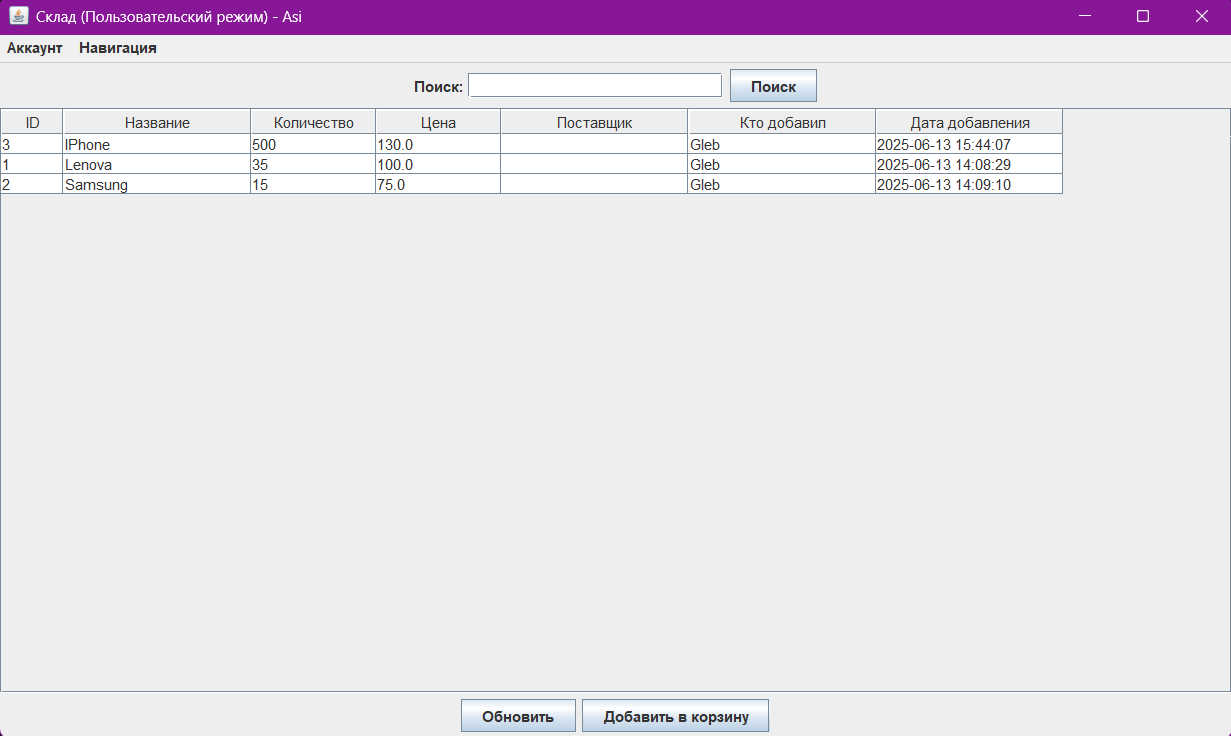 Склад (Пользовательский режим) - Asi
Аккаунт Навигация
Поиск: Поиск
ID Название Количество Цена Поставщик Кто добавил Дата добавления
3 IPhone 500 130.0 Gleb 2025-06-13 15:44:07
1 Lenova 35 100.0 Gleb 2025-06-13 14:08:29
2 Samsung 15 75.0 Gleb 2025-06-13 14:09:10
Обновить Добавить в корзину